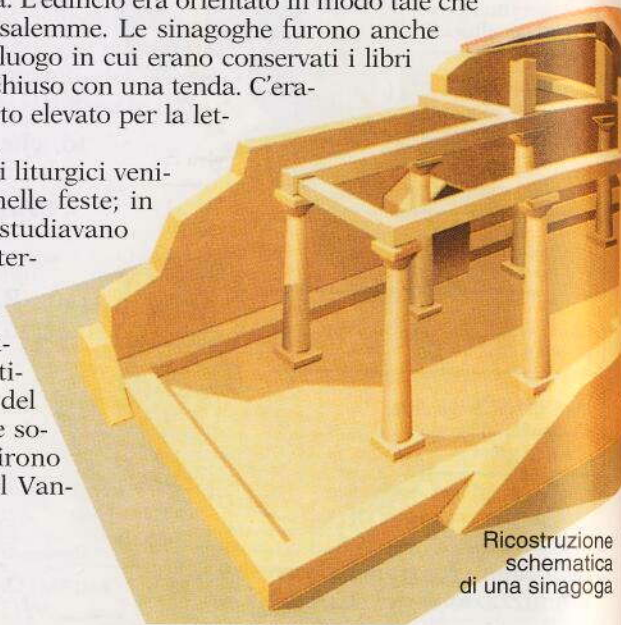 a. L'edificio era orientato in modo tale che
salemme. Le sinagoghe furono anche
luogo in cui erano conservati i libri
chiuso con una tenda. C'era-
to elevato per la let-
i liturgici veni-
nelle feste; in
studiavano
ter-
ti-
del
e so-
irono
l Van-
Ricostruzione
schematica
di una sinagoga